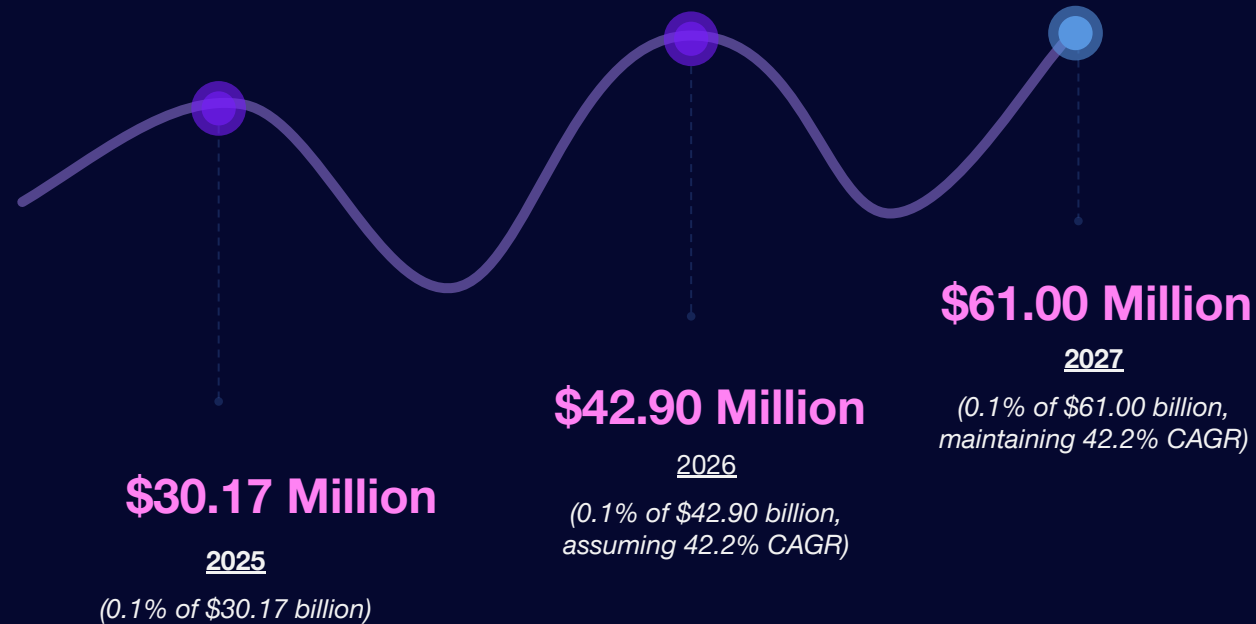 $30.17 Million
2025
(0.1% of $30.17 billion)
$42.90 Million
2026
(0.1% of $42.90 billion,
assuming 42.2% CAGR)
$61.00 Million
2027
(0.1% of $61.00 billion,
maintaining 42.2% CAGR)